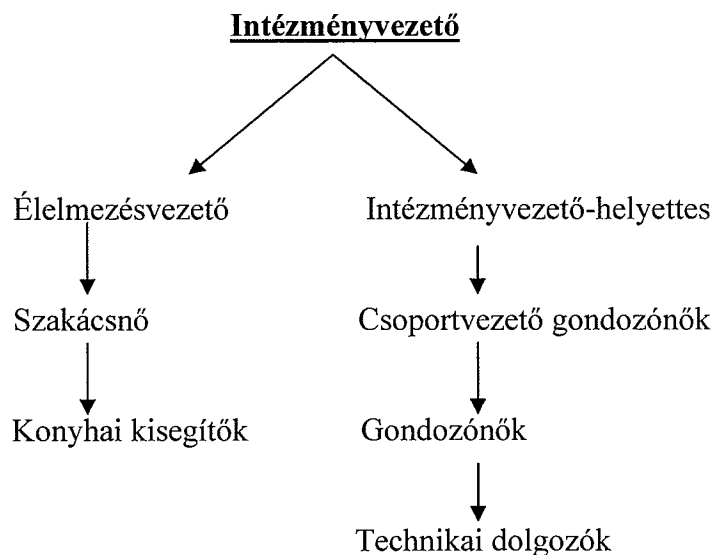 Intézményvezető
Élelmezésvezető
Intézményvezető-helyettes
Szakácsnő
Csoportvezető gondozónők
Konyhai kisegítők
Gondozónők
Technikai dolgozók